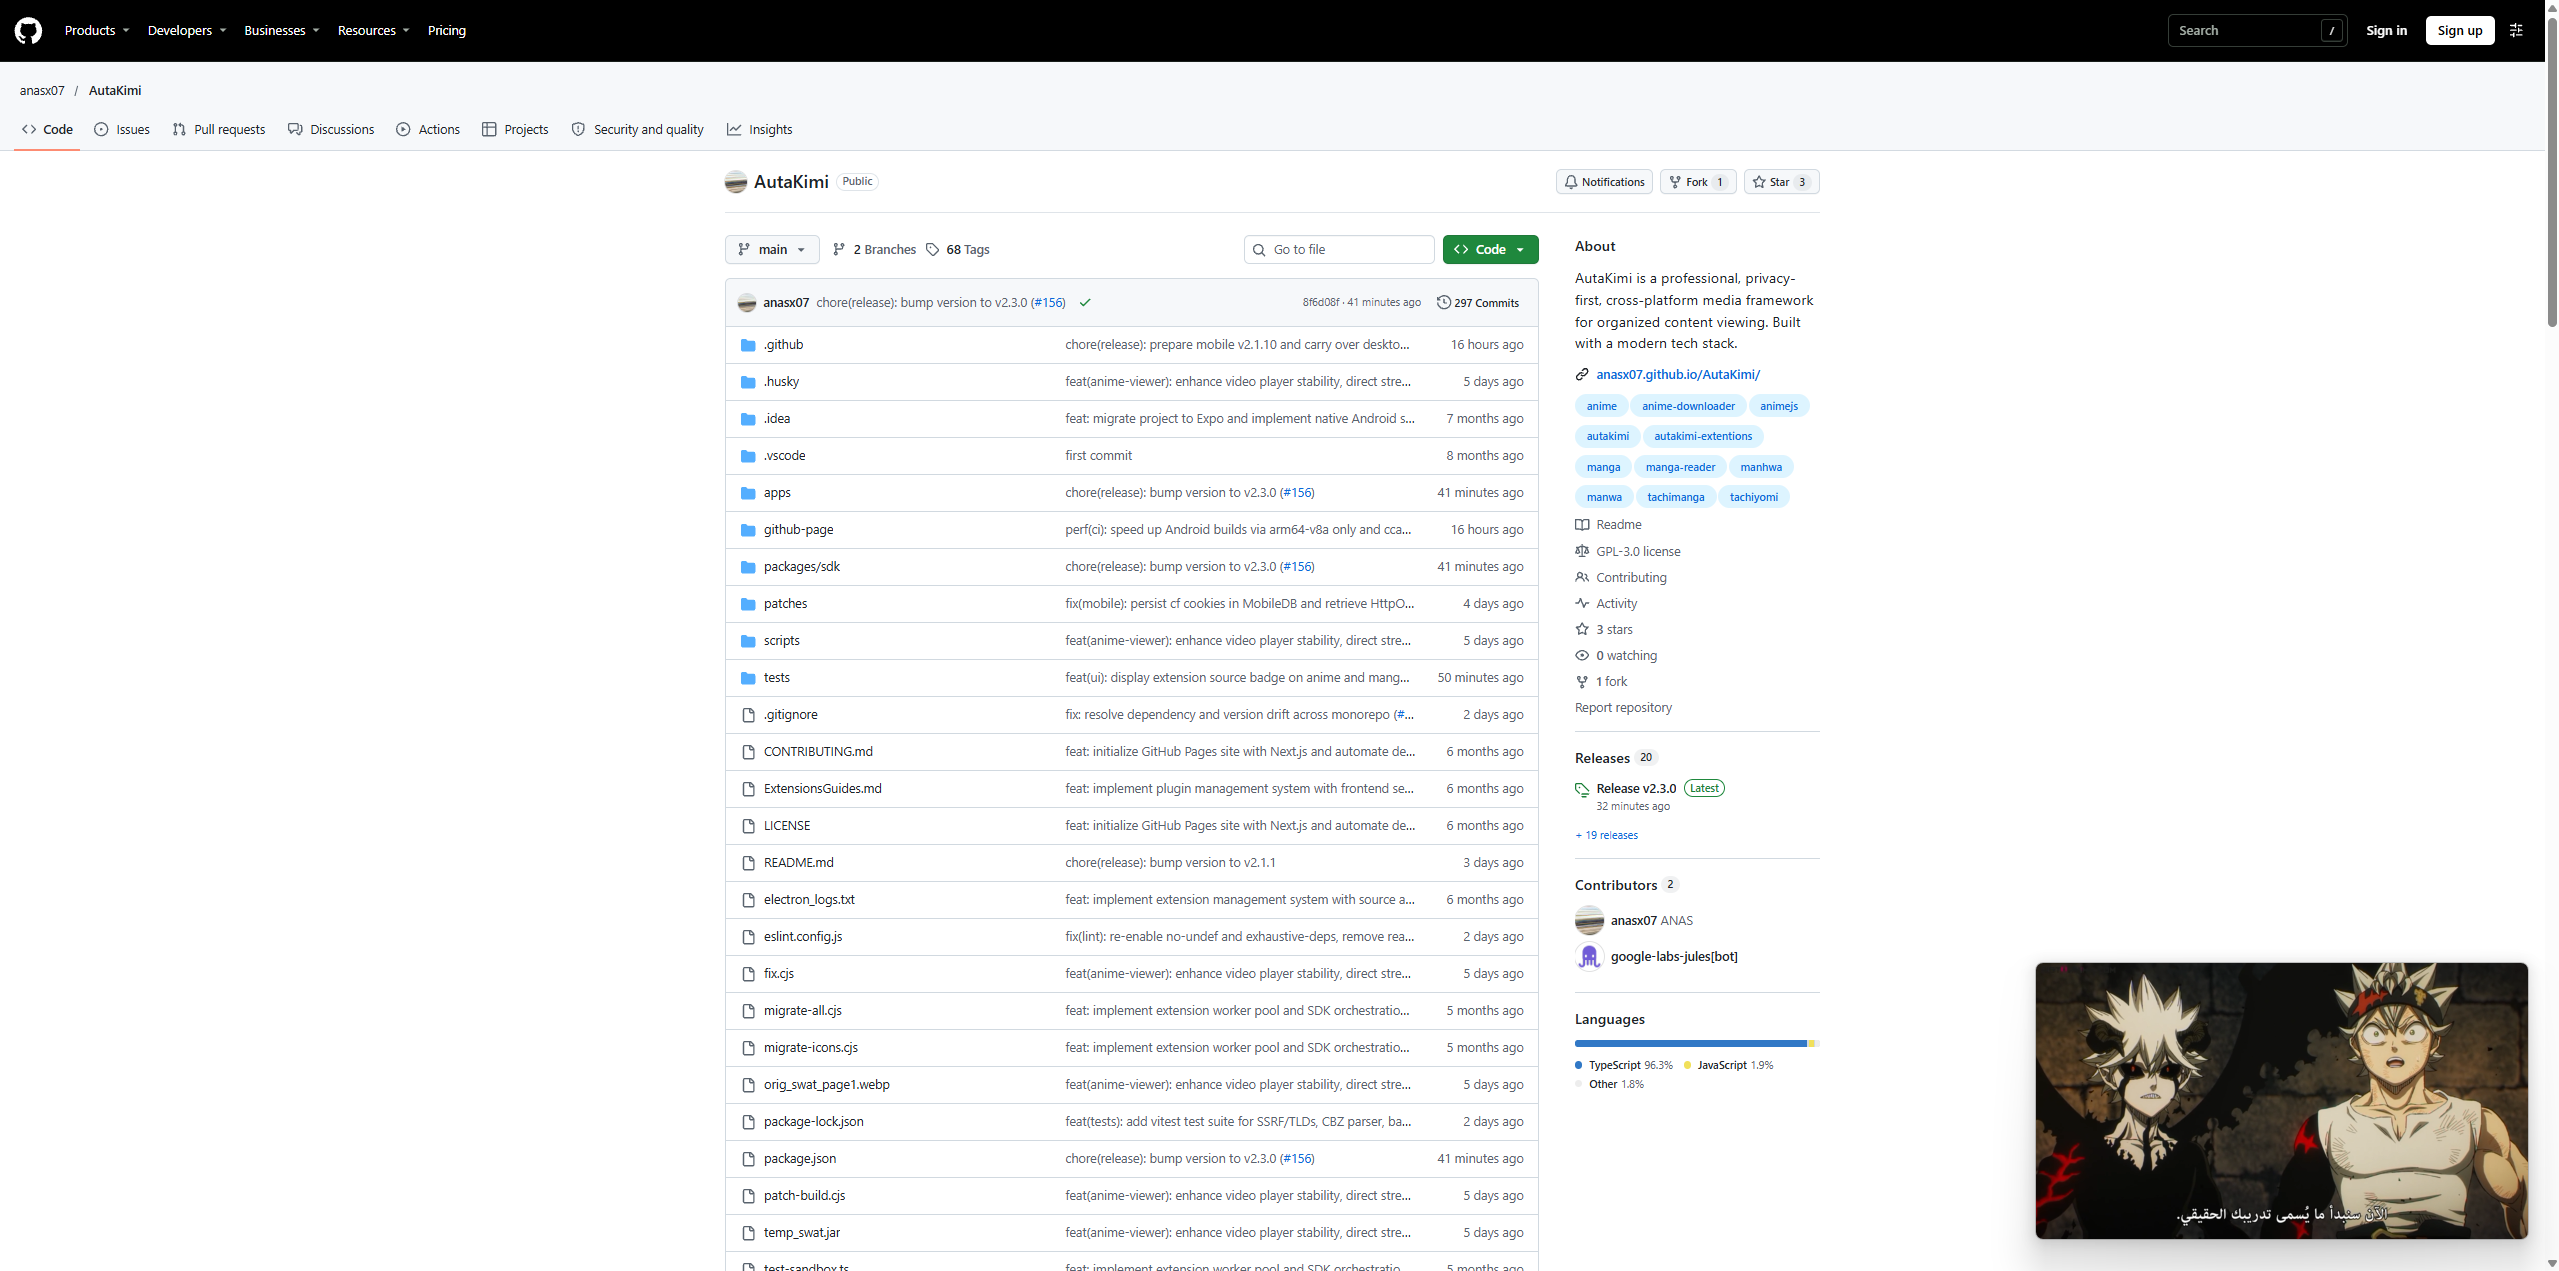 Products
Developers
Businesses
Resources
Pricing
Search
/
Sign in
Sign up
anasx07 / AutaKimi
Code
Issues
Pull requests
Discussions
Actions
Projects
Security and quality
Insights
AutaKimi Public
Notifications
Fork 1
Star 3
main
2 Branches
68 Tags
Go to file
Code
anasx07 chore(release): bump version to v2.3.0 (#156) 8f6d08f · 41 minutes ago 297 Commits
.github chore(release): prepare mobile v2.1.10 and carry over deskto... 16 hours ago
.husky feat(anime-viewer): enhance video player stability, direct stre... 5 days ago
.idea feat: migrate project to Expo and implement native Android s... 7 months ago
.vscode first commit 8 months ago
apps chore(release): bump version to v2.3.0 (#156) 41 minutes ago
github-page perf(ci): speed up Android builds via arm64-v8a only and cca... 16 hours ago
packages/sdk chore(release): bump version to v2.3.0 (#156) 41 minutes ago
patches fix(mobile): persist cf cookies in MobileDB and retrieve HttpO... 4 days ago
scripts feat(anime-viewer): enhance video player stability, direct stre... 5 days ago
tests feat(ui): display extension source badge on anime and mang... 50 minutes ago
.gitignore fix: resolve dependency and version drift across monorepo (#... 2 days ago
CONTRIBUTING.md feat: initialize GitHub Pages site with Next.js and automate de... 6 months ago
ExtensionsGuides.md feat: implement plugin management system with frontend se... 6 months ago
LICENSE feat: initialize GitHub Pages site with Next.js and automate de... 6 months ago
README.md chore(release): bump version to v2.1.1 3 days ago
electron_logs.txt feat: implement extension management system with source a... 6 months ago
eslint.config.js fix(lint): re-enable no-undef and exhaustive-deps, remove rea... 2 days ago
fix.cjs feat(anime-viewer): enhance video player stability, direct stre... 5 days ago
migrate-all.cjs feat: implement extension worker pool and SDK orchestratio... 5 months ago
migrate-icons.cjs feat: implement extension worker pool and SDK orchestratio... 5 months ago
orig_swat_page1.webp feat(anime-viewer): enhance video player stability, direct stre... 5 days ago
package-lock.json feat(tests): add vitest test suite for SSRF/TLDs, CBZ parser, ba... 2 days ago
package.json chore(release): bump version to v2.3.0 (#156) 41 minutes ago
patch-build.cjs feat(anime-viewer): enhance video player stability, direct stre... 5 days ago
temp_swat.jar feat(anime-viewer): enhance video player stability, direct stre... 5 days ago
test-sandbox.ts feat: implement extension worker pool and SDK orchestratio... 5 months ago
About
AutaKimi is a professional, privacy-
first, cross-platform media framework
for organized content viewing. Built
with a modern tech stack.
anasx07.github.io/AutaKimi/
anime anime-downloader animejs
autakimi autakimi-extentions
manga manga-reader manhwa
manwa tachimanga tachiyomi
Readme
GPL-3.0 license
Contributing
Activity
3 stars
0 watching
1 fork
Report repository
Releases 20
Release v2.3.0 Latest
32 minutes ago
+ 19 releases
Contributors 2
anasx07 ANAS
google-labs-jules[bot]
Languages
TypeScript 96.3% JavaScript 1.9%
Other 1.8%
الآن سنبدأ ما يُسمى تدريبك الحقيقي.